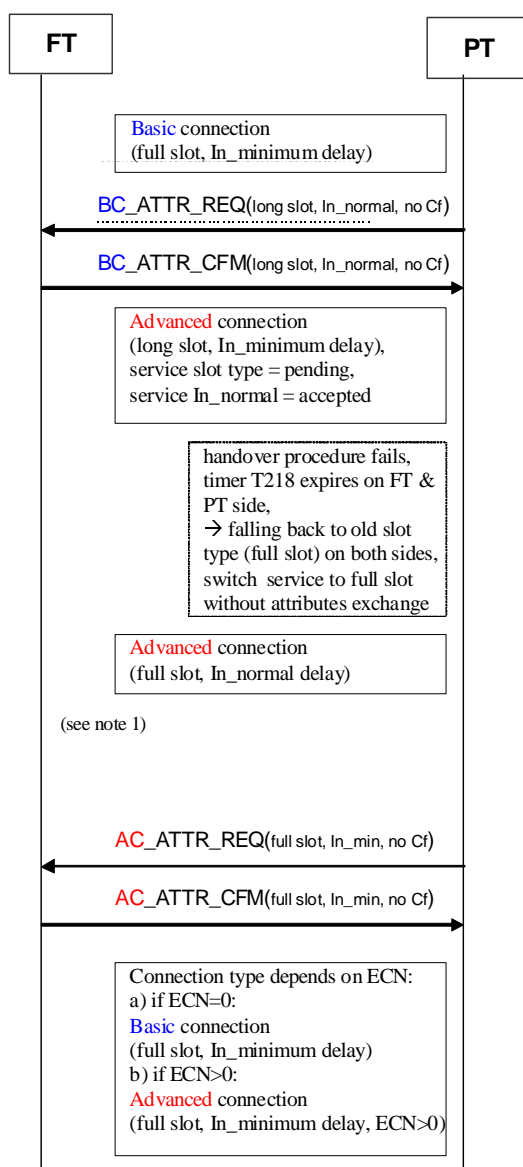 FT
PT
Basic connection
(full slot, In_minimum delay)
BC_ATTR_REQ(long slot, In_normal, no Cf)
BC_ATTR_CFM(long slot, In_normal, no Cf)
Advanced connection
(long slot, In_minimum delay),
service slot type = pending,
service In_normal = accepted
handover procedure fails,
timer T218 expires on FT &
PT side,
→ falling back to old slot
type (full slot) on both sides,
switch service to full slot
without attributes exchange
Advanced connection
(full slot, In_normal delay)
(see note 1)
AC_ATTR_REQ(full slot, In_min, no Cf)
AC_ATTR_CFM(full slot, In_min, no Cf)
Connection type depends on ECN:
a) if ECN=0:
Basic connection
(full slot, In_minimum delay)
b) if ECN>0:
Advanced connection
(full slot, In_minimum delay, ECN>0)